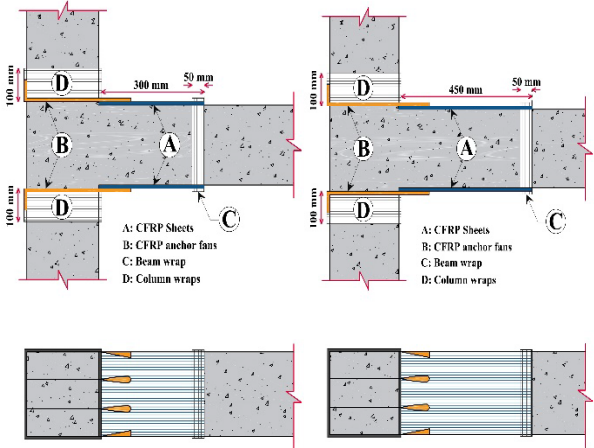 300 mm
50 mm
100 mm
D
B
A
D
100 mm
C
A: CFRP Sheets
B: CFRP anchor fans
C: Beam wrap
D: Column wraps
450 mm
50 mm
100 mm
D
B
A
D
100 mm
C
A: CFRP Sheets
B: CFRP anchor fans
C: Beam wrap
D: Column wraps